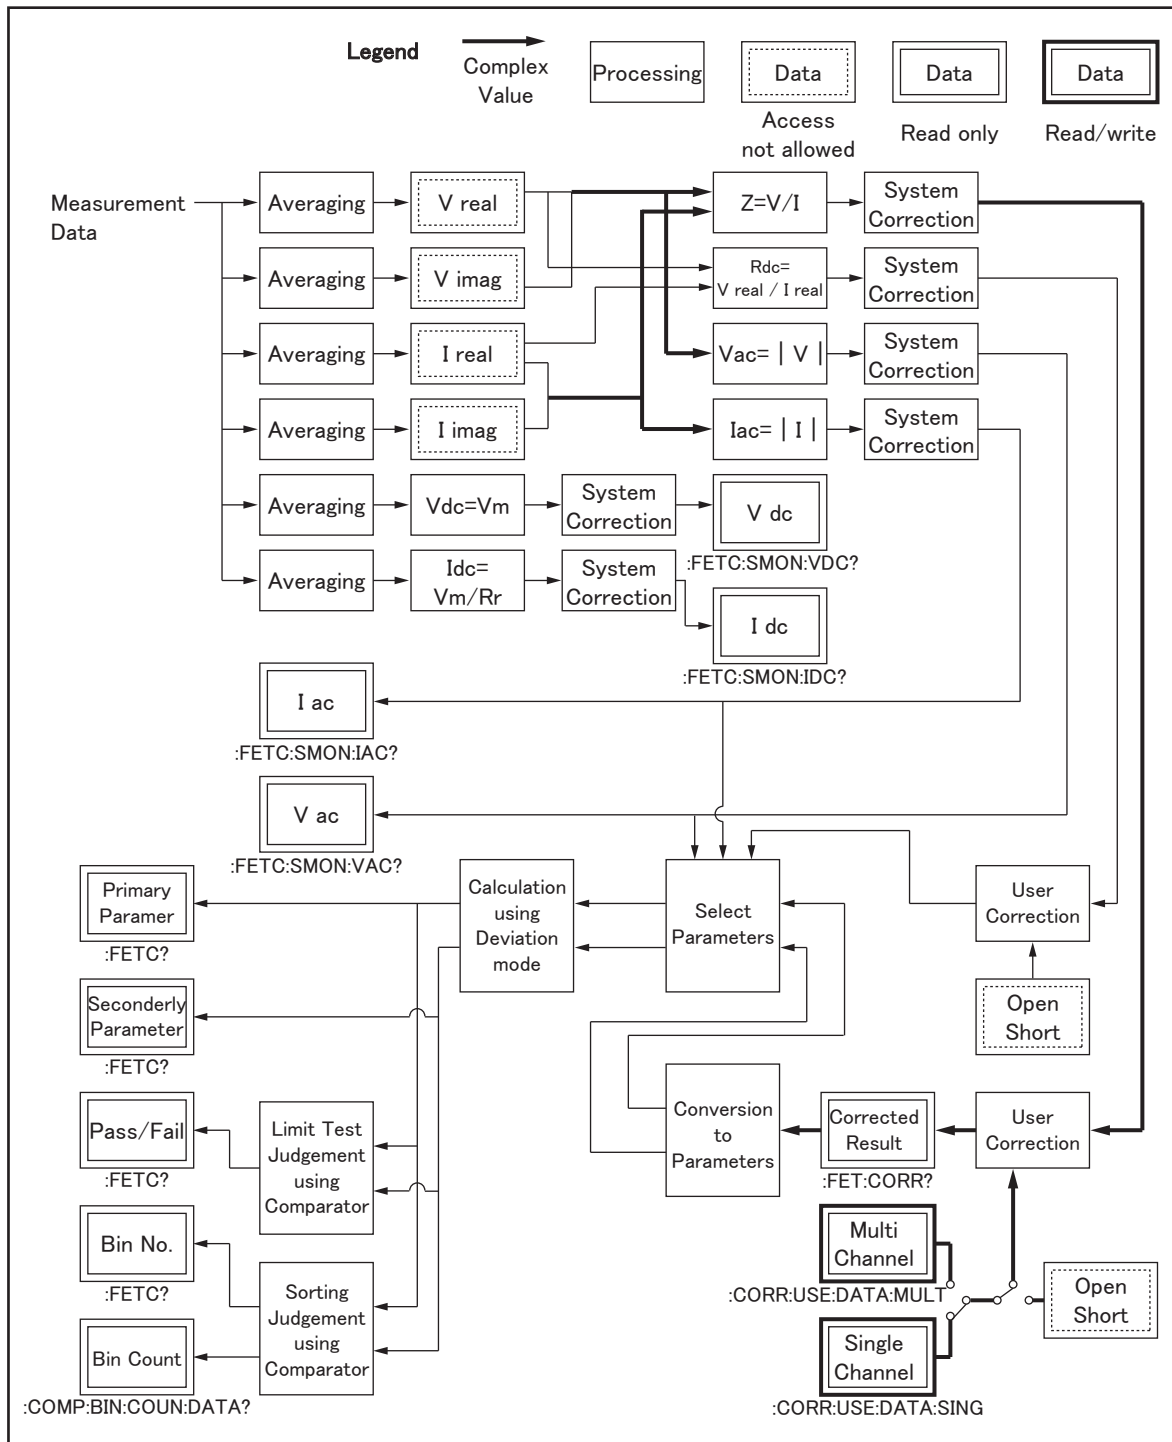 Legend
Complex
Value
Processing
Data
Access
not allowed
Data
Read only
Data
Read/write
Measurement
Data
Averaging
V real
Z=V/I
System
Correction
Averaging
V imag
Rdc=
V real / I real
System
Correction
Averaging
I real
Vac= | V |
System
Correction
Averaging
I imag
Iac= | I |
System
Correction
Averaging
Vdc=Vm
System
Correction
V dc
:FETC:SMON:VDC?
Averaging
Idc=
Vm/Rr
System
Correction
I dc
:FETC:SMON:IDC?
I ac
:FETC:SMON:IAC?
V ac
:FETC:SMON:VAC?
Primary
Paramer
:FETC?
Calculation
using
Deviation
mode
Select
Parameters
User
Correction
Seconderly
Parameter
:FETC?
Open
Short
Pass/Fail
:FETC?
Limit Test
Judgement
using
Comparator
Conversion
to
Parameters
Corrected
Result
:FET:CORR?
User
Correction
Bin No.
:FETC?
Multi
Channel
:CORR:USE:DATA:MULT
Open
Short
Sorting
Judgement
using
Comparator
Bin Count
:COMP:BIN:COUN:DATA?
Single
Channel
:CORR:USE:DATA:SING